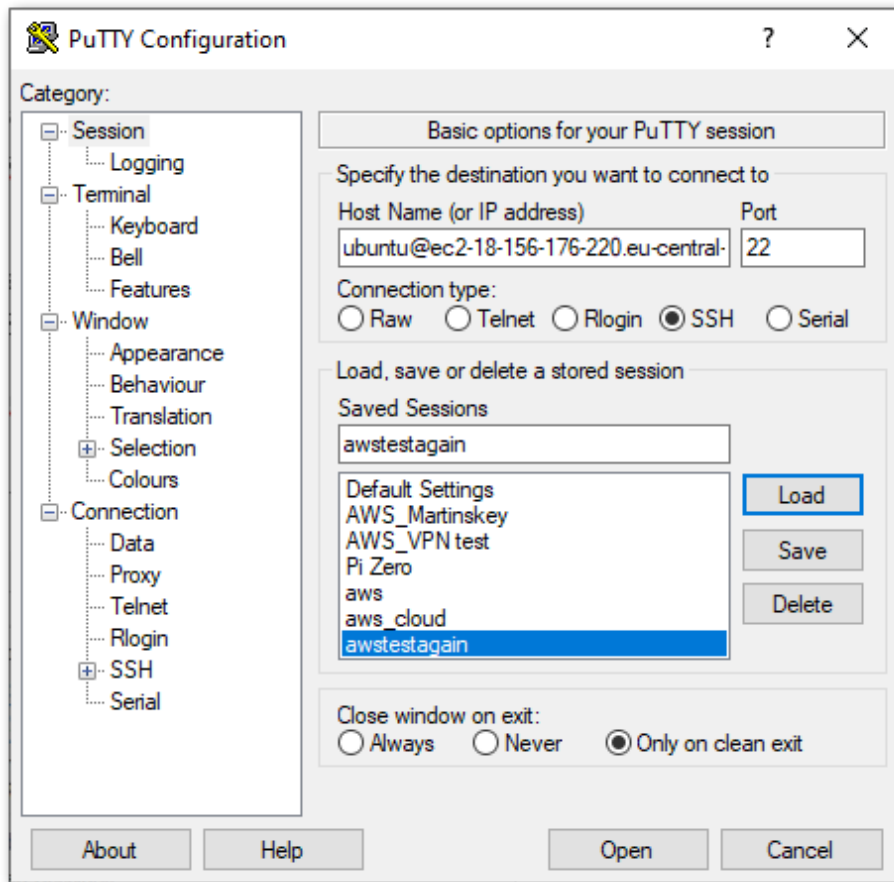 PuTTY Configuration
?
Category:
Session
Logging
Terminal
Keyboard
Bell
Features
Window
Appearance
Behaviour
Translation
Selection
Colours
Connection
Data
Proxy
Telnet
Rlogin
SSH
Serial
Basic options for your PuTTY session
Specify the destination you want to connect to
Host Name (or IP address) Port
ubuntu@ec2-18-156-176-220.eu-central- 22
Connection type:
Raw Telnet Rlogin SSH Serial
Load, save or delete a stored session
Saved Sessions
awstestagain
Default Settings
AWS_Martinskey
AWS_VPN test
Pi Zero
aws
aws_cloud
awstestagain
Load
Save
Delete
Close window on exit:
Always Never Only on clean exit
About Help Open Cancel